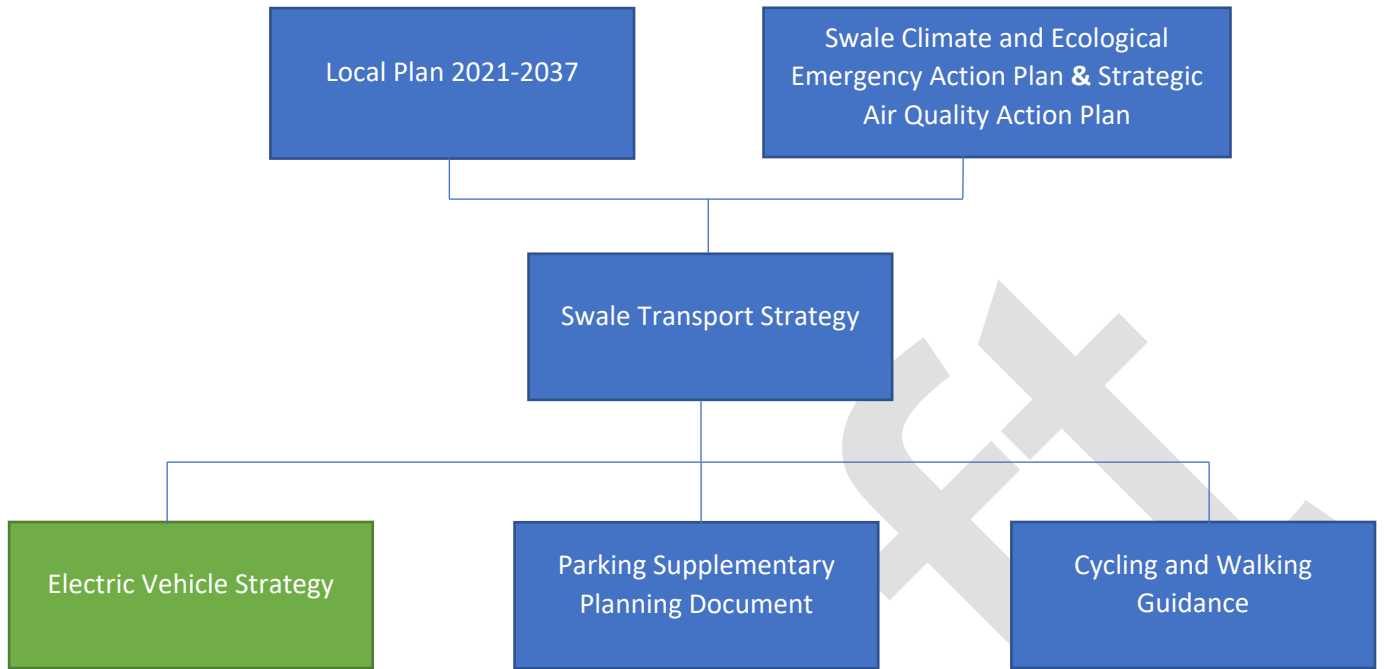 Local Plan 2021-2037
Swale Climate and Ecological
Emergency Action Plan & Strategic
Air Quality Action Plan
Swale Transport Strategy
Electric Vehicle Strategy
Parking Supplementary
Planning Document
Cycling and Walking
Guidance
ft